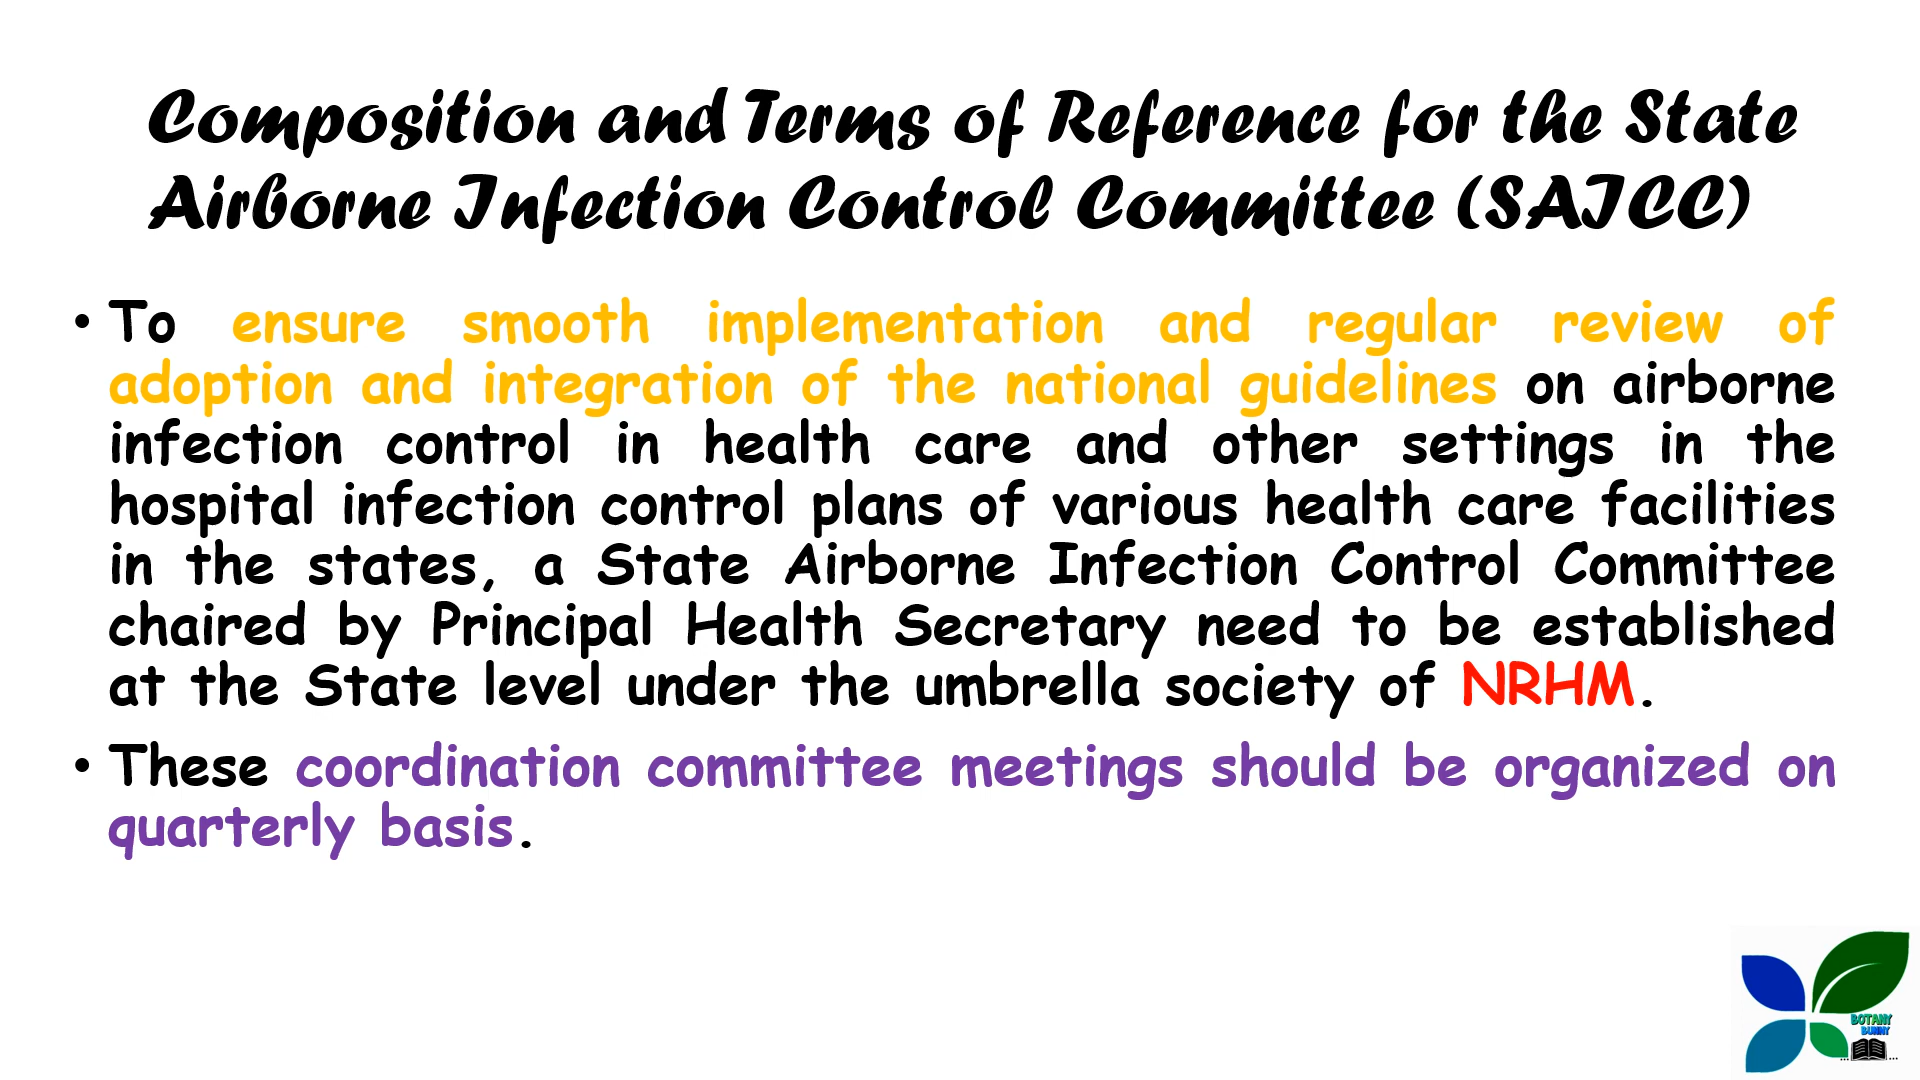 Composition and Terms of Reference for the State
Airborne Infection Control Committee (SAICC)
• To ensure smooth implementation and regular review of
adoption and integration of the national guidelines on airborne
infection control in health care and other settings in the
hospital infection control plans of various health care facilities
in the states, a State Airborne Infection Control Committee
chaired by Principal Health Secretary need to be established
at the State level under the umbrella society of NRHM.
• These coordination committee meetings should be organized on
quarterly basis.
BOTANY
BUNNY